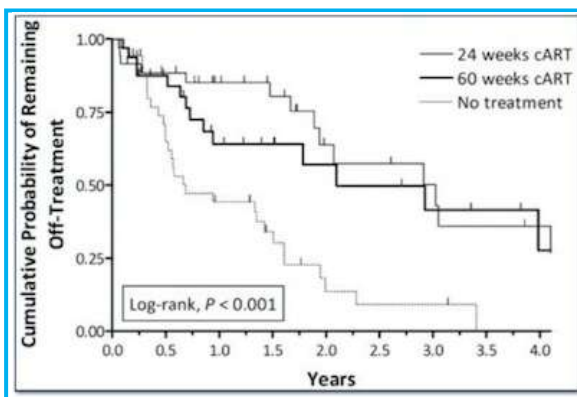 Cumulative Probability of Remaining
Off-Treatment
1.00
0.75
0.50
0.25
0.00
24 weeks cART
60 weeks cART
No treatment
Log-rank, P < 0.001
0.0 0.5 1.0 1.5 2.0 2.5 3.0 3.5 4.0
Years